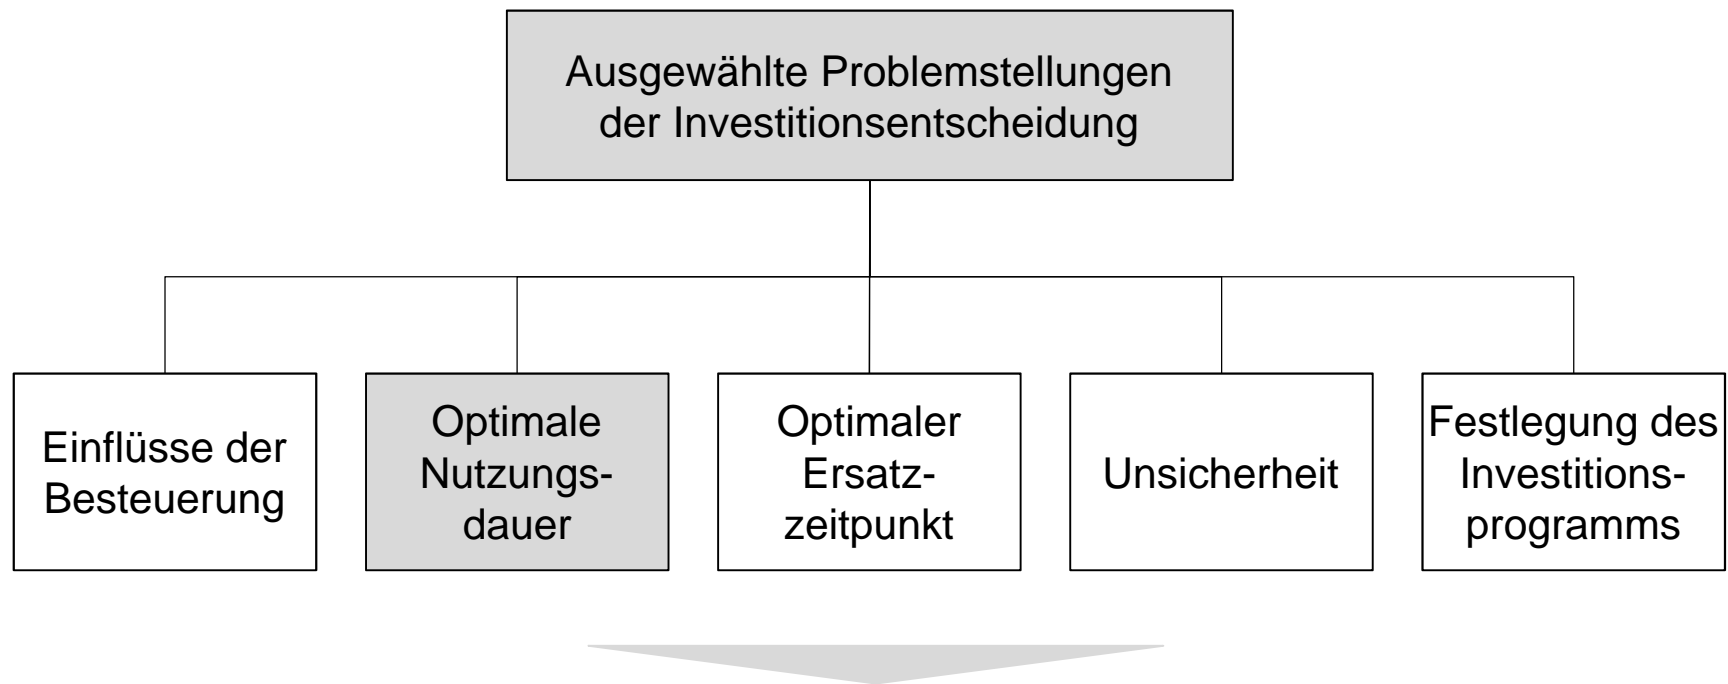 Ausgewählte Problemstellungen
der Investitionsentscheidung
Einflüsse der
Besteuerung
Optimale
Nutzungs-
dauer
Optimaler
Ersatz-
zeitpunkt
Unsicherheit
Festlegung des
Investitions-
programms